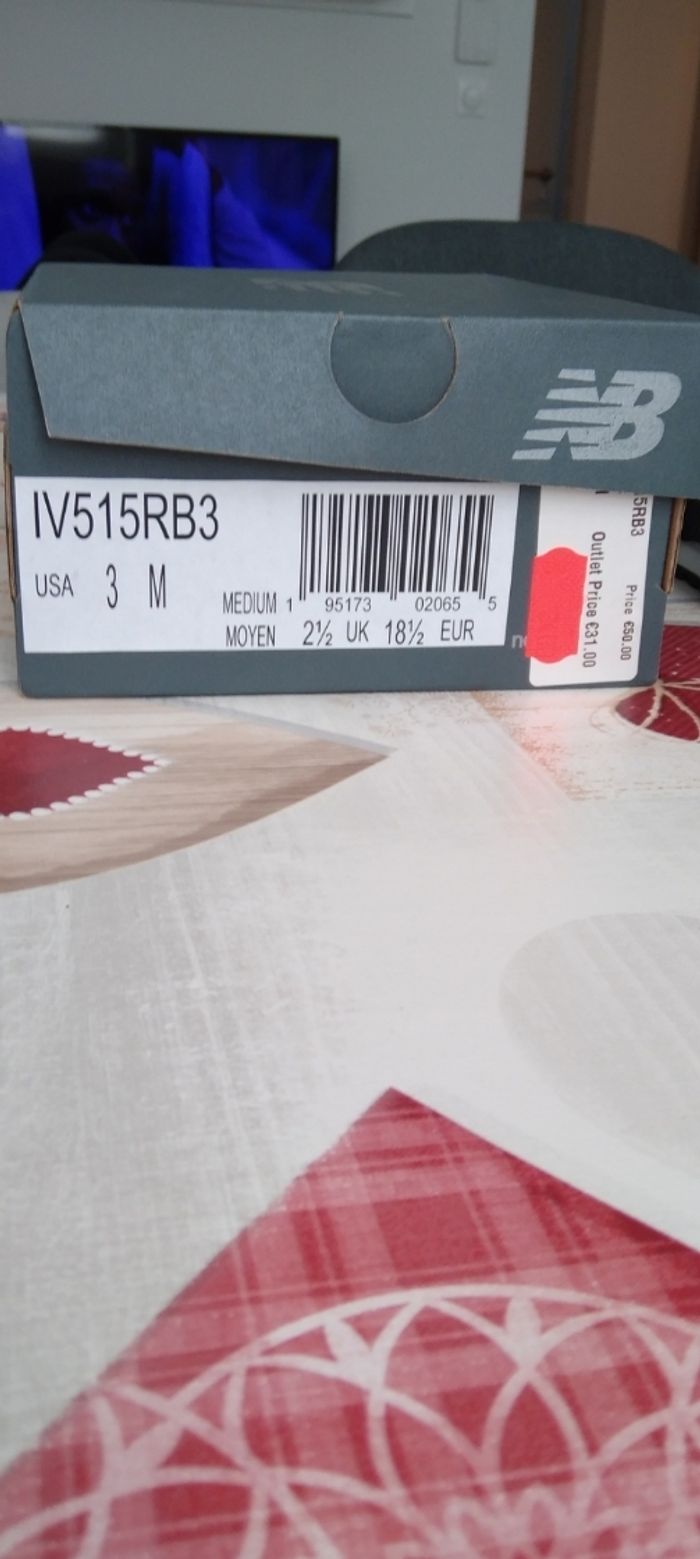 NB
IV515RB3
USA 3 M
MEDIUM 1 95173 02065 5
MOYEN 2½ UK 18½ EUR
5RB3
Price €50.00
Outlet Price €31.00